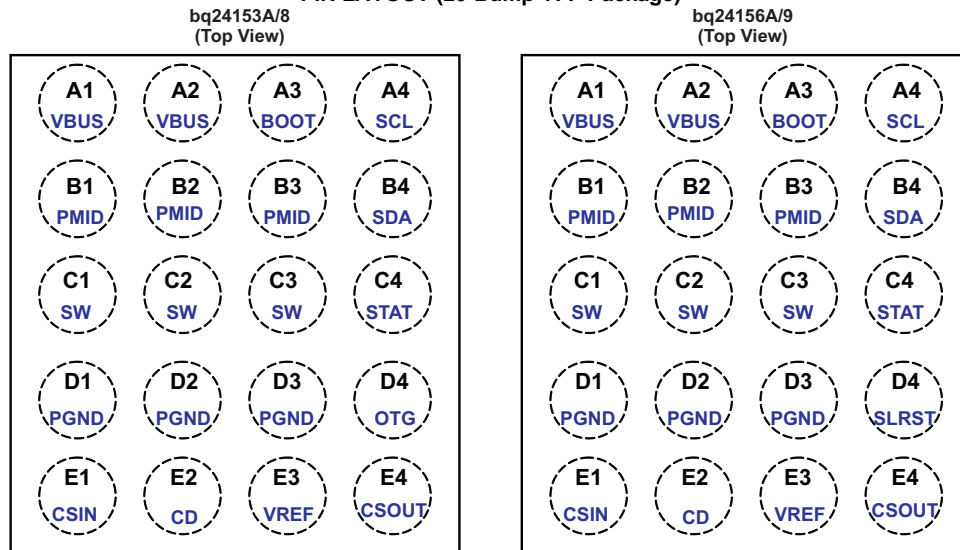 bq24153A/8
(Top View)
A1 A2 A3 A4
VBUS VBUS BOOT SCL
B1 B2 B3 B4
PMID PMID PMID SDA
C1 C2 C3 C4
SW SW SW STAT
D1 D2 D3 D4
PGND PGND PGND OTG
E1 E2 E3 E4
CSIN CD VREF CSOUT
bq24156A/9
(Top View)
A1 A2 A3 A4
VBUS VBUS BOOT SCL
B1 B2 B3 B4
PMID PMID PMID SDA
C1 C2 C3 C4
SW SW SW STAT
D1 D2 D3 D4
PGND PGND PGND SLRST
E1 E2 E3 E4
CSIN CD VREF CSOUT